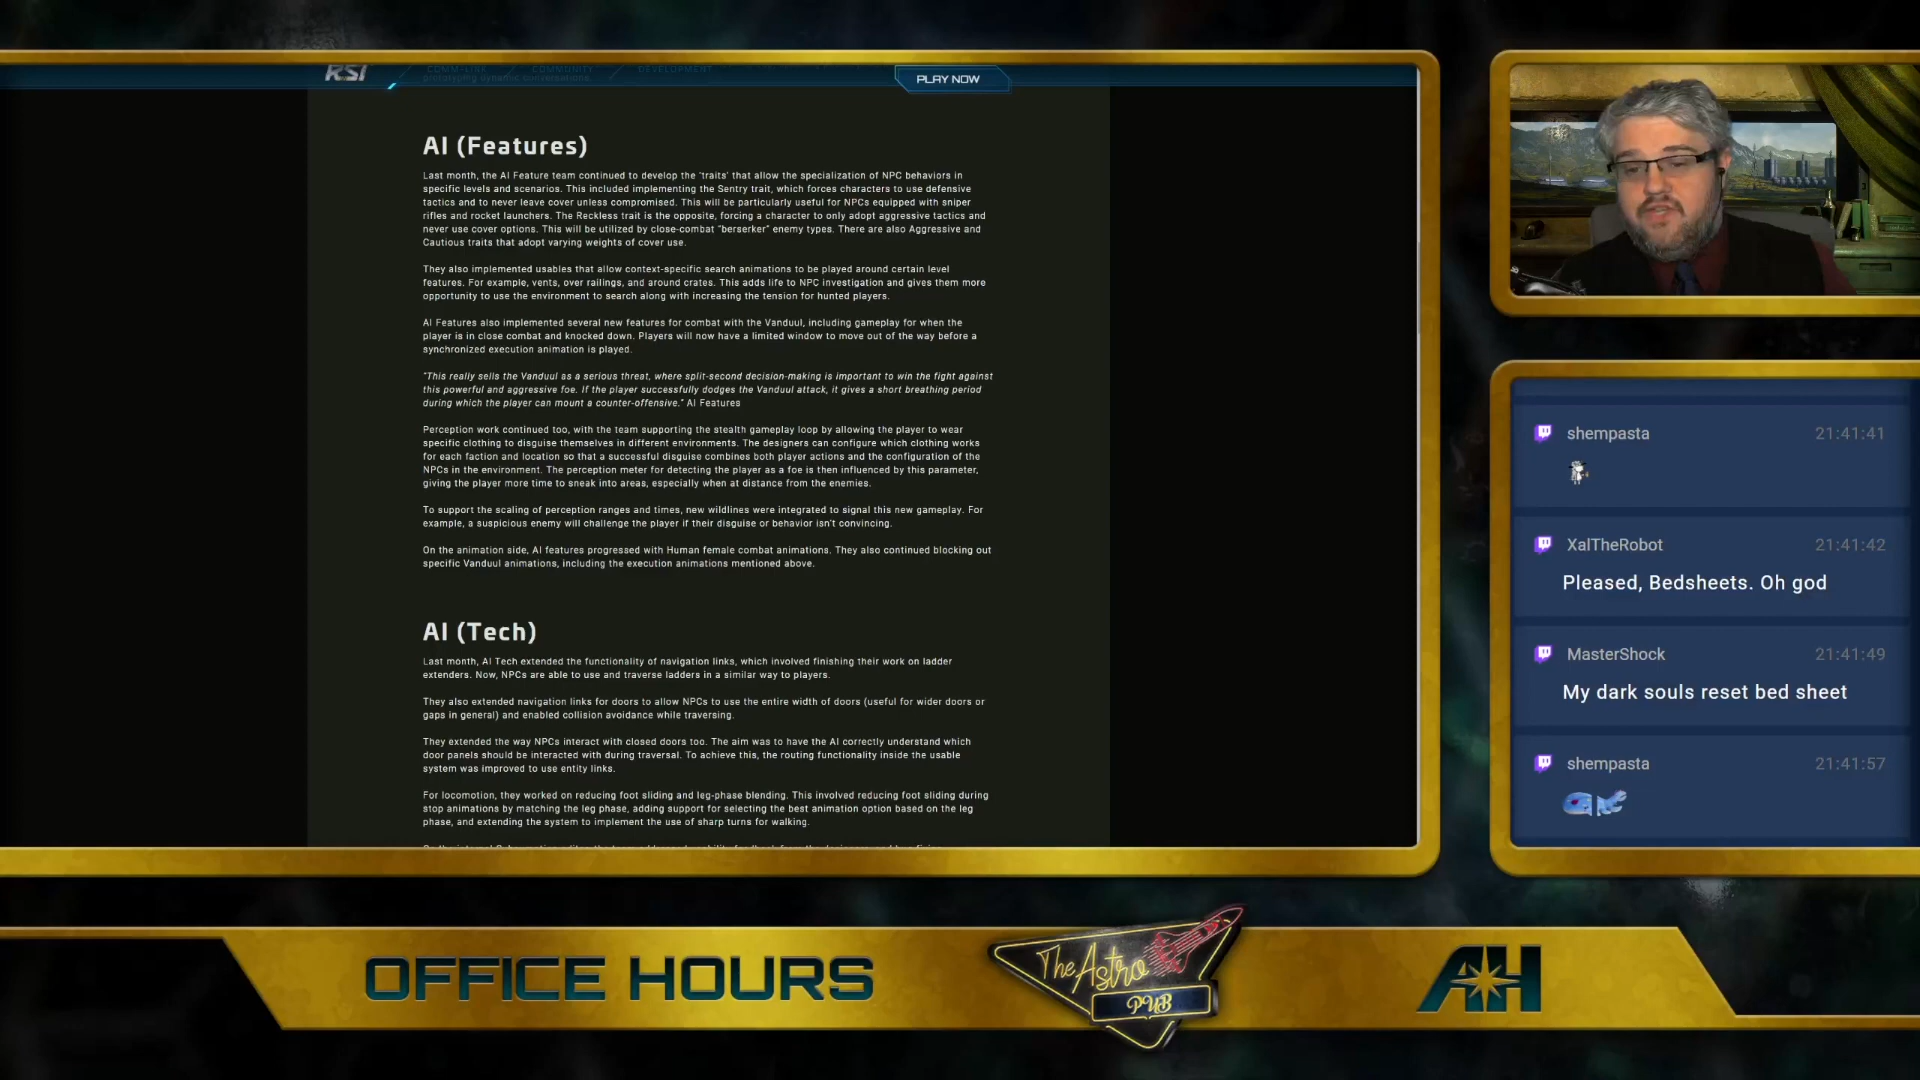 RSI
COMM-LINK
COMMUNITY
DEVELOPMENT
prototyping dynamic conversations.
PLAY NOW
AI (Features)
Last month, the AI Feature team continued to develop the 'traits' that allow the specialization of NPC behaviors in
specific levels and scenarios. This included implementing the Sentry trait, which forces characters to use defensive
tactics and to never leave cover unless compromised. This will be particularly useful for NPCs equipped with sniper
rifles and rocket launchers. The Reckless trait is the opposite, forcing a character to only adopt aggressive tactics and
never use cover options. This will be utilized by close-combat "berserker" enemy types. There are also Aggressive and
Cautious traits that adopt varying weights of cover use.
They also implemented usables that allow context-specific search animations to be played around certain level
features. For example, vents, over railings, and around crates. This adds life to NPC investigation and gives them more
opportunity to use the environment to search along with increasing the tension for hunted players.
AI Features also implemented several new features for combat with the Vanduul, including gameplay for when the
player is in close combat and knocked down. Players will now have a limited window to move out of the way before a
synchronized execution animation is played.
"This really sells the Vanduul as a serious threat, where split-second decision-making is important to win the fight against
this powerful and aggressive foe. If the player successfully dodges the Vanduul attack, it gives a short breathing period
during which the player can mount a counter-offensive." AI Features
Perception work continued too, with the team supporting the stealth gameplay loop by allowing the player to wear
specific clothing to disguise themselves in different environments. The designers can configure which clothing works
for each faction and location so that a successful disguise combines both player actions and the configuration of the
NPCs in the environment. The perception meter for detecting the player as a foe is then influenced by this parameter,
giving the player more time to sneak into areas, especially when at distance from the enemies.
To support the scaling of perception ranges and times, new wildlines were integrated to signal this new gameplay. For
example, a suspicious enemy will challenge the player if their disguise or behavior isn't convincing.
On the animation side, AI features progressed with Human female combat animations. They also continued blocking out
specific Vanduul animations, including the execution animations mentioned above.
AI (Tech)
Last month, AI Tech extended the functionality of navigation links, which involved finishing their work on ladder
extenders. Now, NPCs are able to use and traverse ladders in a similar way to players.
They also extended navigation links for doors to allow NPCs to use the entire width of doors (useful for wider doors or
gaps in general) and enabled collision avoidance while traversing.
They extended the way NPCs interact with closed doors too. The aim was to have the AI correctly understand which
door panels should be interacted with during traversal. To achieve this, the routing functionality inside the usable
system was improved to use entity links.
For locomotion, they worked on reducing foot sliding and leg-phase blending. This involved reducing foot sliding during
stop animations by matching the leg phase, adding support for selecting the best animation option based on the leg
phase, and extending the system to implement the use of sharp turns for walking.
shempasta 21:41:41
XalTheRobot 21:41:42
Pleased, Bedsheets. Oh god
MasterShock 21:41:49
My dark souls reset bed sheet
shempasta 21:41:57
OFFICE HOURS
The Astro
PUB
AH